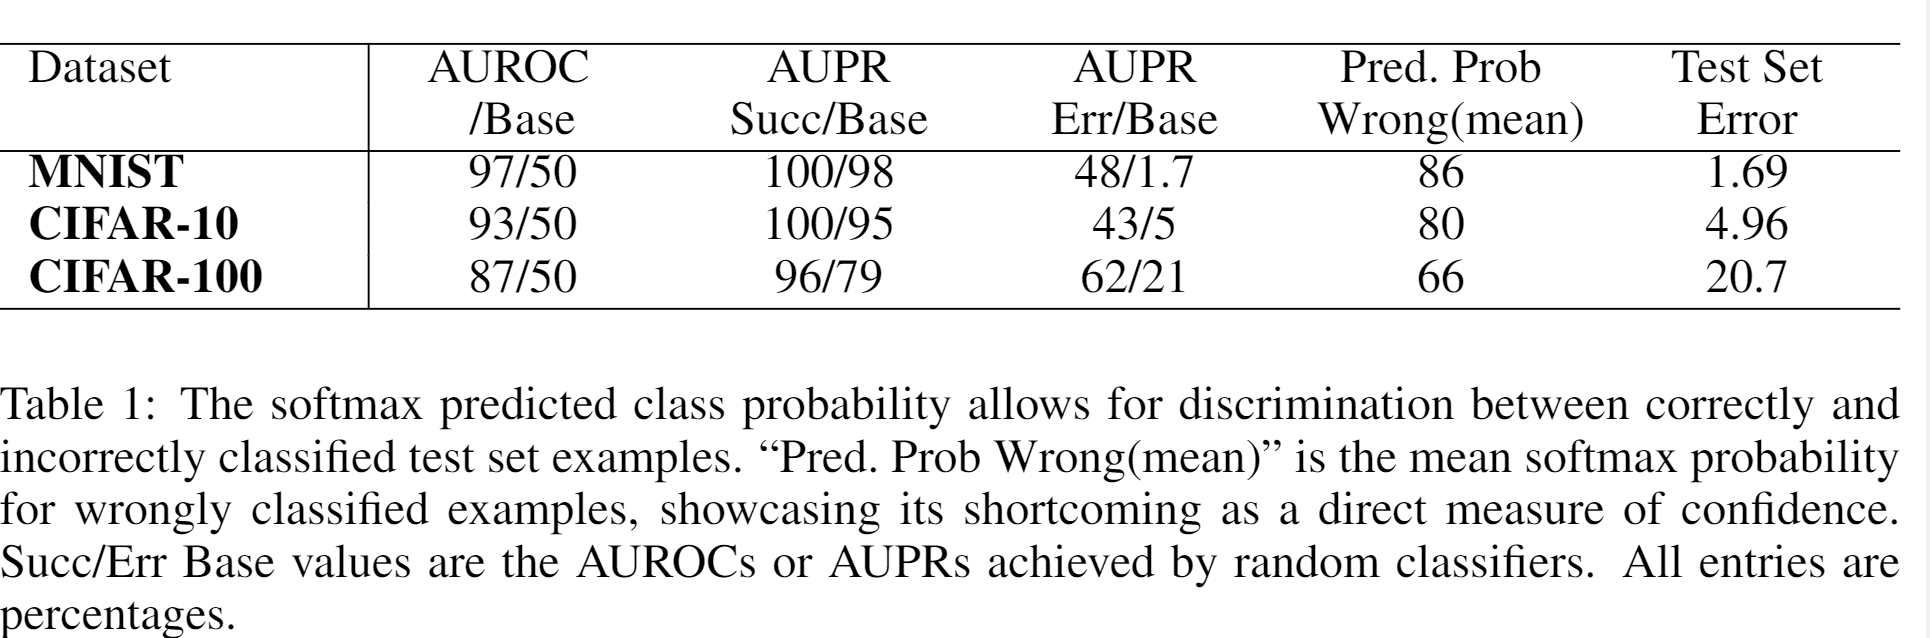 Dataset AUROC AUPR AUPR Pred. Prob Test Set
/Base Succ/Base Err/Base Wrong(mean) Error
MNIST 97/50 100/98 48/1.7 86 1.69
CIFAR-10 93/50 100/95 43/5 80 4.96
CIFAR-100 87/50 96/79 62/21 66 20.7
Table 1: The softmax predicted class probability allows for discrimination between correctly and
incorrectly classified test set examples. “Pred. Prob Wrong(mean)” is the mean softmax probability
for wrongly classified examples, showcasing its shortcoming as a direct measure of confidence.
Succ/Err Base values are the AUROCs or AUPRs achieved by random classifiers. All entries are
percentages.